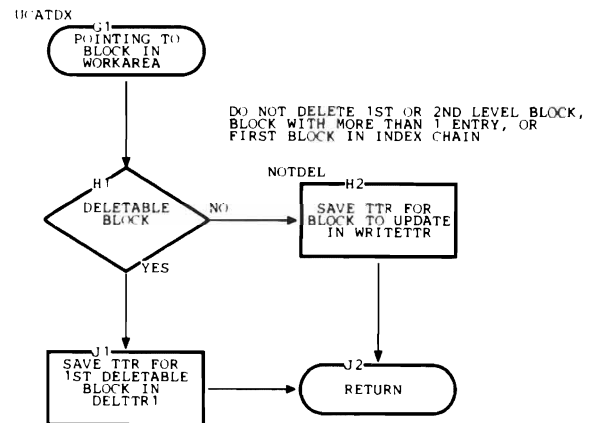 UCATDX
G1
POINTING TO
BLOCK IN
WORKAREA
DO NOT DELETE 1ST OR 2ND LEVEL BLOCK,
BLOCK WITH MORE THAN 1 ENTRY, OR
FIRST BLOCK IN INDEX CHAIN
NOTDEL
H1
DELETABLE
BLOCK
NO
H2
SAVE TTR FOR
BLOCK TO UPDATE
IN WRITETTR
YES
J1
SAVE TTR FOR
1ST DELETABLE
BLOCK IN
DELTTR1
J2
RETURN